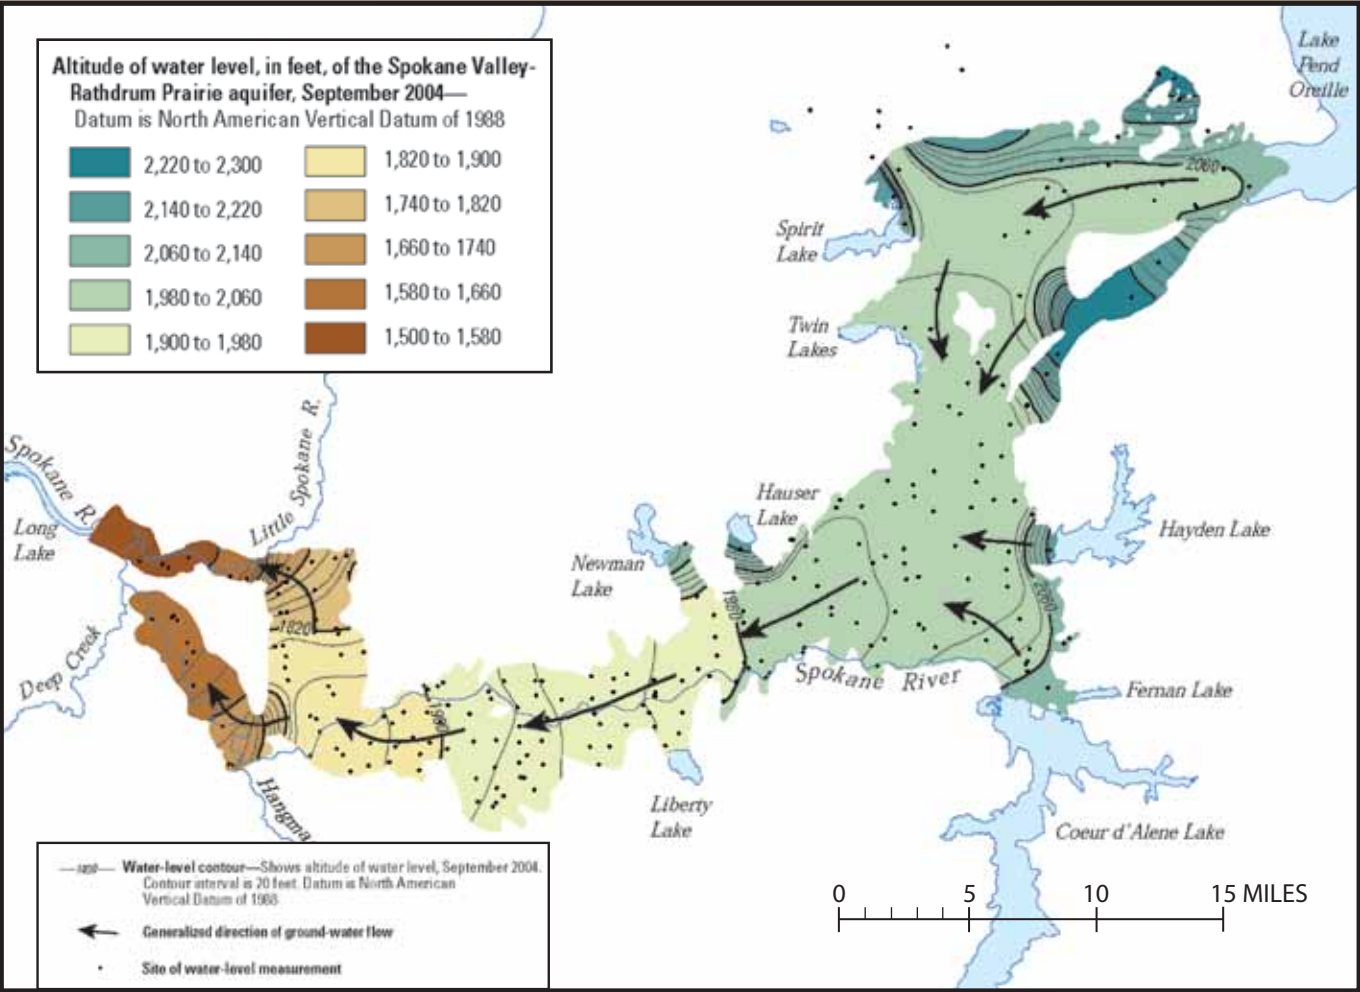 Altitude of water level, in feet, of the Spokane Valley-
Rathdrum Prairie aquifer, September 2004—
Datum is North American Vertical Datum of 1988
2,220 to 2,300
1,820 to 1,900
2,140 to 2,220
1,740 to 1,820
2,060 to 2,140
1,660 to 1740
1,980 to 2,060
1,580 to 1,660
1,900 to 1,980
1,500 to 1,580
Lake
Pend
Oreille
2060
Spirit
Lake
Twin
Lakes
Spokane R.
Little Spokane R.
Long
Lake
Hauser
Lake
Hayden Lake
Newman
Lake
1980
2060
1820
Deep Creek
Spokane River
Fernan Lake
1900
Hangma
Liberty
Lake
Coeur d'Alene Lake
0 5 10 15 MILES
Water-level contour—Shows altitude of water level, September 2004.
Contour interval is 20 feet. Datum is North American
Vertical Datum of 1988
Generalized direction of ground-water flow
Site of water-level measurement